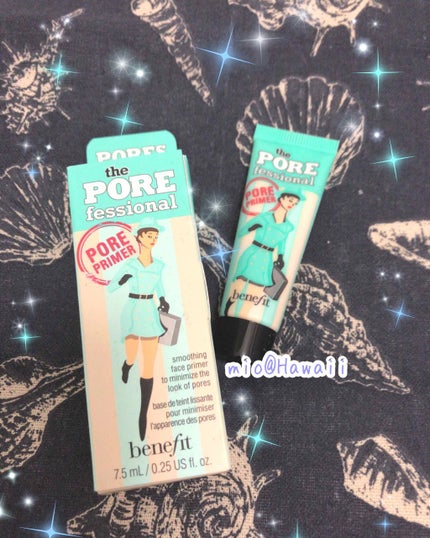 PORES
the
PORE
fessional
PORE
PRIMER
smoothing
face primer
to minimize the
look of pores
base de teint lissante
pour minimiser
l'apparence des pores
benefit
7.5 mL / 0.25 US fl. oz.
the
PORE
fessional
PORE
PRIMER
benefit
mio@Hawaii